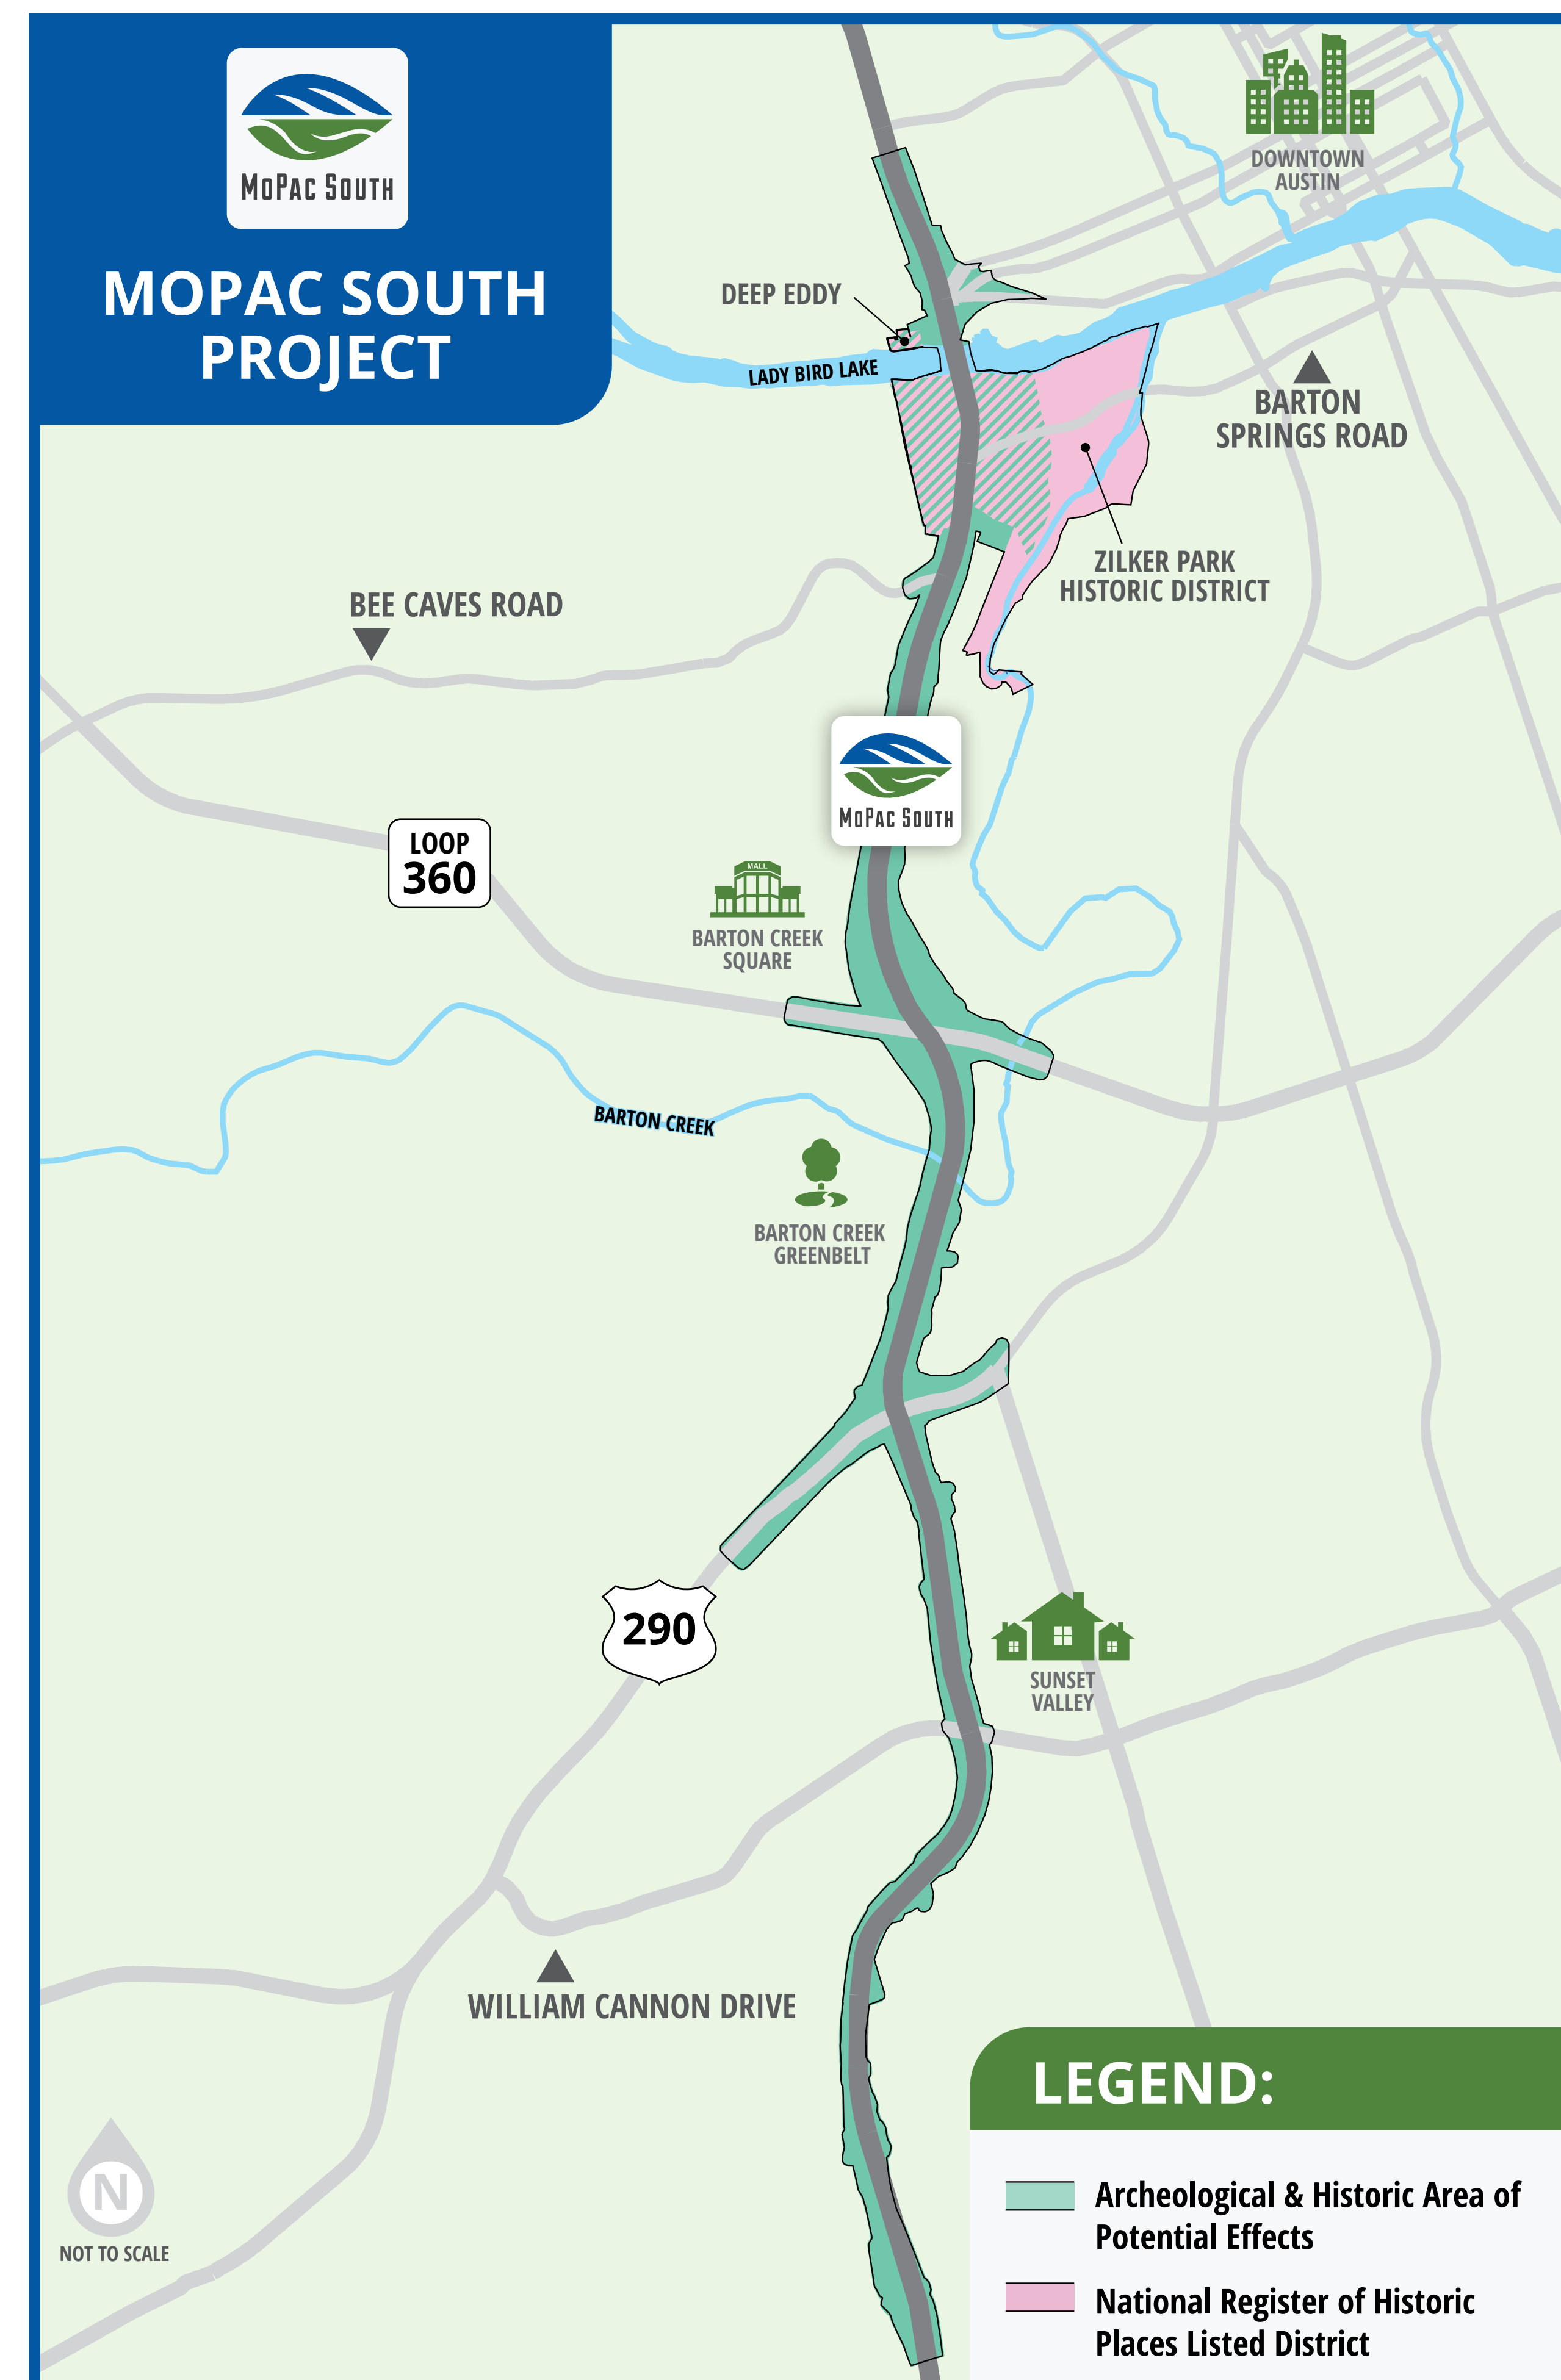 MOPAC SOUTH
MOPAC SOUTH
PROJECT
DOWNTOWN
AUSTIN
DEEP EDDY
LADY BIRD LAKE
BARTON
SPRINGS ROAD
ZILKER PARK
HISTORIC DISTRICT
BEE CAVES ROAD
MOPAC SOUTH
LOOP
360
MALL
BARTON CREEK
SQUARE
BARTON CREEK
BARTON CREEK
GREENBELT
290
SUNSET
VALLEY
WILLIAM CANNON DRIVE
N
NOT TO SCALE
LEGEND:
Archeological & Historic Area of
Potential Effects
National Register of Historic
Places Listed District